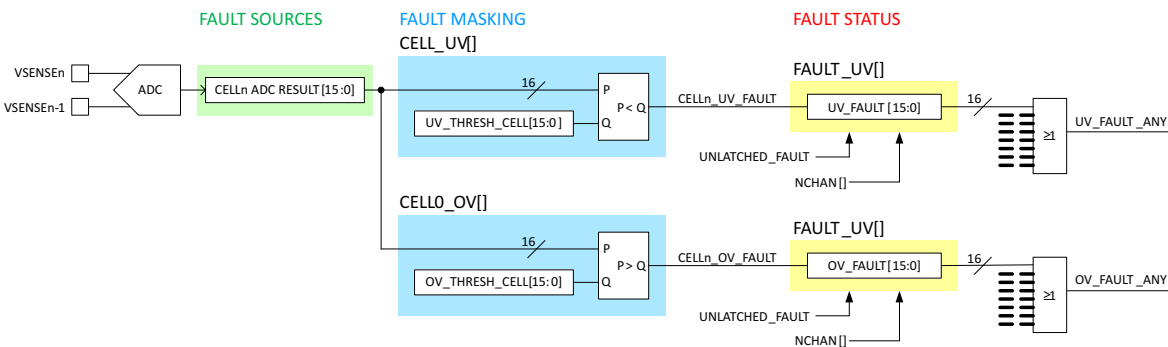 FAULT SOURCES
FAULT MASKING
FAULT STATUS
CELL_UV[]
VSENSEn
VSENSEn-1
ADC
CELLn ADC RESULT[15:0]
16
P
P < Q
Q
UV_THRESH_CELL[15:0]
CELLn_UV_FAULT
FAULT_UV[]
UV_FAULT[15:0]
16
≥1
UV_FAULT_ANY
UNLATCHED_FAULT
NCHAN[]
CELL0_OV[]
16
P
P > Q
Q
OV_THRESH_CELL[15:0]
CELLn_OV_FAULT
FAULT_UV[]
OV_FAULT[15:0]
16
≥1
OV_FAULT_ANY
UNLATCHED_FAULT
NCHAN[]